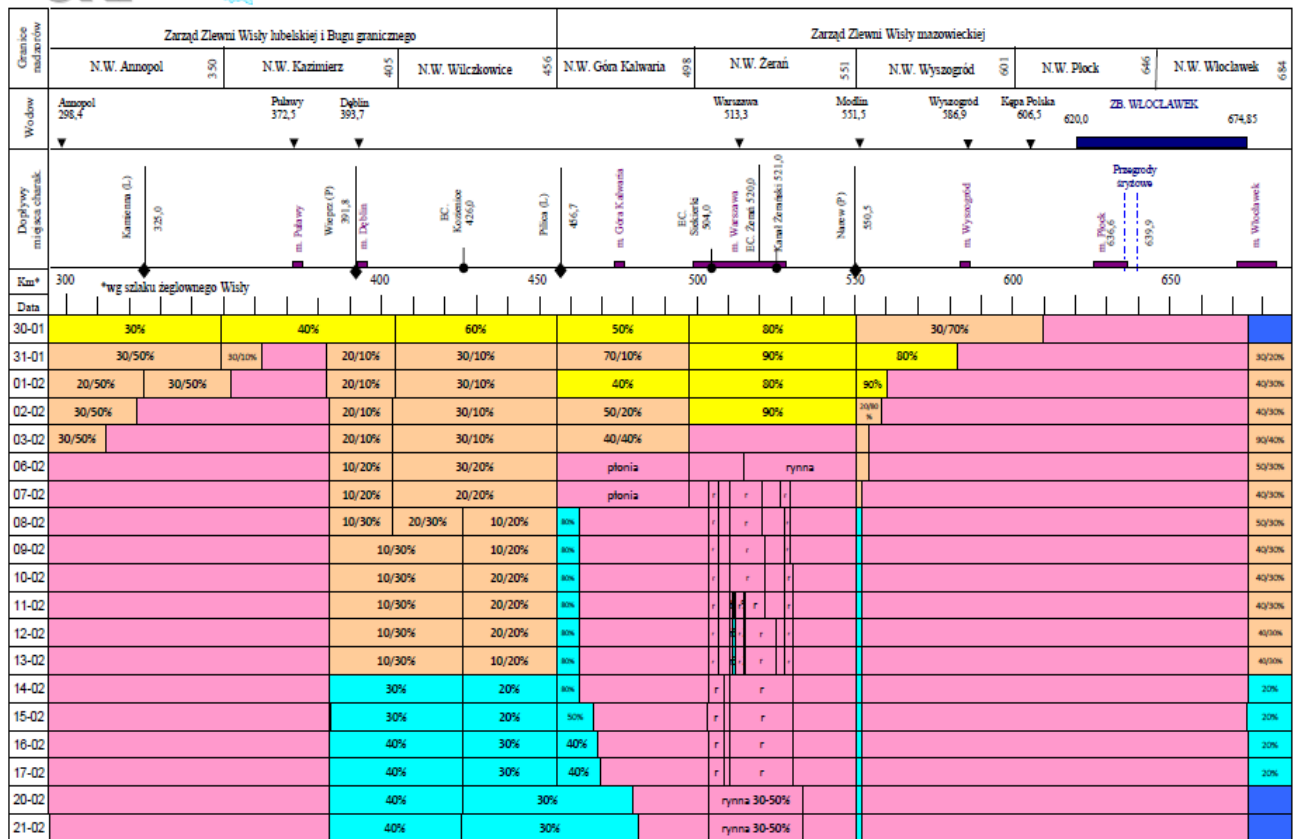 Granice nadzorów
Zarząd Zlewni Wisły lubelskiej i Bugu granicznego
Zarząd Zlewni Wisły mazowieckiej
N.W. Annopol 350 N.W. Kazimierz 405 N.W. Wilczkowice 456 N.W. Góra Kalwaria 498 N.W. Żerań 551 N.W. Wyszogród 601 N.W. Płock 646 N.W. Włocławek 684
Wodow
Annopol Puławy Dęblin Warszawa Modlin Wyszogród Kępa Polska ZB. WŁOCŁAWEK
298,4 372,5 393,7 513,3 551,5 586,9 606,5 620,0 674,85
Dopływy miejsca charak.
Kamienna (L) 325,0
m. Puławy
Wieprz (P) 391,8
m. Dęblin
EC. Kozienice 426,0
Pilica (L) 456,7
m. Góra Kalwaria
EC. Siekierki 504,0
m. Warszawa
EC. Żerań 520,0
Kanał Żerański 521,0
Narew (P) 550,5
m. Wyszogród
m. Płock 636,6
Przegrody śryżowe
639,9
m. Włocławek
Km* 300 400 450 500 550 600 650
*wg szlaku żeglownego Wisły
Data
30-01 30% 40% 60% 50% 80% 30/70%
31-01 30/50% 30/10% 20/10% 30/10% 70/10% 90% 80% 30/20%
01-02 20/50% 30/50% 20/10% 30/10% 40% 80% 90% 40/30%
02-02 30/50% 20/10% 30/10% 50/20% 90% 20/80 % 40/30%
03-02 30/50% 20/10% 30/10% 40/40% 90/40%
06-02 10/20% 30/20% płonia rynna 50/30%
07-02 10/20% 20/20% płonia r r r 40/30%
08-02 10/30% 20/30% 10/20% 80% r r r 50/30%
09-02 10/30% 10/20% 80% r r r 40/30%
10-02 10/30% 20/20% 80% r r r 40/30%
11-02 10/30% 20/20% 80% r r r r 40/30%
12-02 10/30% 20/20% 80% r r r r 40/30%
13-02 10/30% 10/20% 80% r r r r 40/30%
14-02 30% 20% 80% r r 20%
15-02 30% 20% 50% r r 20%
16-02 40% 30% 40% r r 20%
17-02 40% 30% 40% r r 20%
20-02 40% 30% rynna 30-50%
21-02 40% 30% rynna 30-50%